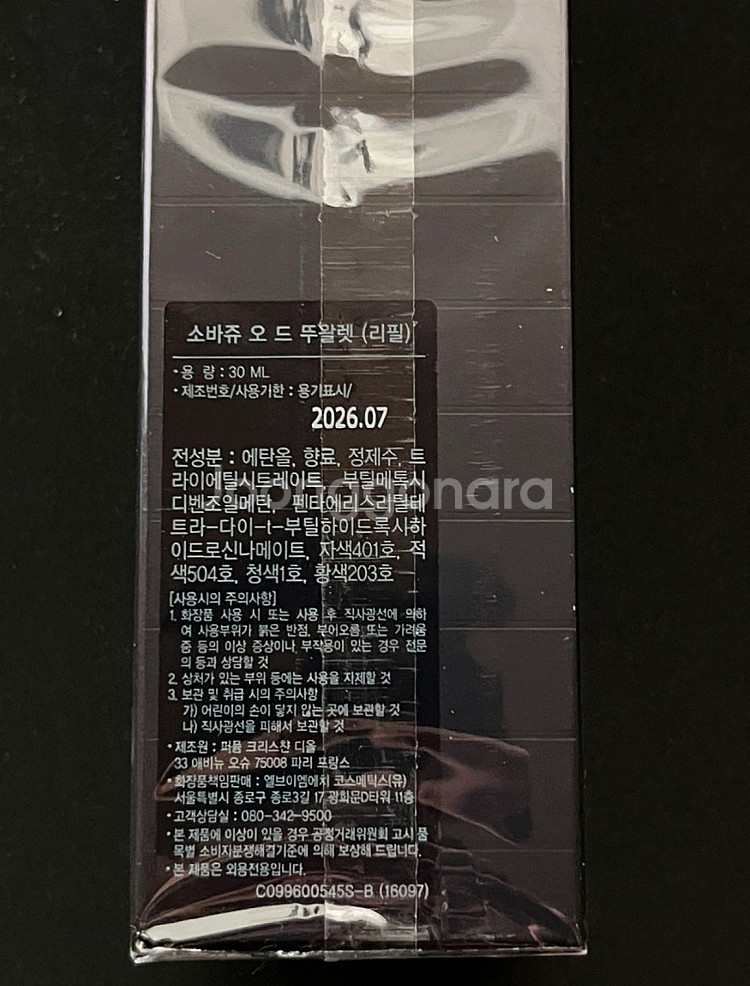 소바쥬 오 드 뚜왈렛 (리필)
• 용 량 : 30 ML
• 제조번호/사용기한 : 용기표시/
2026.07
전성분 : 에탄올, 향료, 정제수, 트
라이에틸시트레이트, 부틸메톡시
디벤조일메탄, 펜타에리스리틸테
트라-다이-t-부틸하이드록시하
이드로신나메이트, 자색401호, 적
색504호, 청색1호, 황색203호
[사용시의 주의사항]
1. 화장품 사용 시 또는 사용 후 직사광선에 의하
여 사용부위가 붉은 반점, 부어오름 또는 가려움
증 등의 이상 증상이나 부작용이 있는 경우 전문
의 등과 상담할 것
2. 상처가 있는 부위 등에는 사용을 자제할 것
3. 보관 및 취급 시의 주의사항
가) 어린이의 손이 닿지 않는 곳에 보관할 것
나) 직사광선을 피해서 보관할 것
• 제조원 : 퍼퓸 크리스챤 디올
33 애비뉴 오슈 75008 파리 프랑스
• 화장품책임판매 : 엘브이엠에치 코스메틱스(유)
서울특별시 종로구 종로3길 17 광화문D타워 11층
• 고객상담실 : 080-342-9500
• 본 제품에 이상이 있을 경우 공정거래위원회 고시 품
목별 소비자분쟁해결기준에 의해 보상해 드립니다.
• 본 제품은 외용전용입니다.
C099600545S-B (16097)
Joonggonara